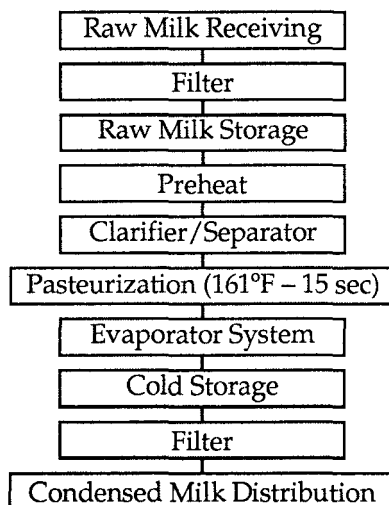 Raw Milk Receiving
Filter
Raw Milk Storage
Preheat
Clarifier/Separator
Pasteurization (161°F – 15 sec)
Evaporator System
Cold Storage
Filter
Condensed Milk Distribution